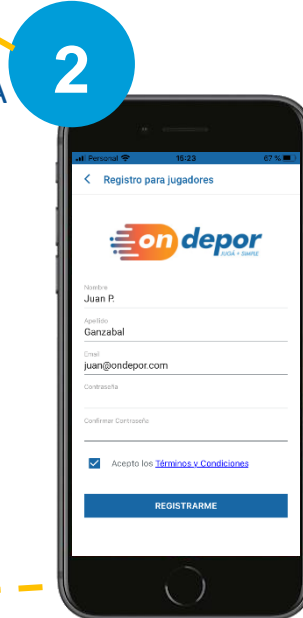 2
A
Personal 15:23 67 %
Registro para jugadores
on depor
JUGÁ + SIMPLE
Nombre
Juan P.
Apellido
Ganzabal
Email
juan@ondepor.com
Contraseña
Confirmar Contraseña
Acepto los Términos y Condiciones
REGISTRARME